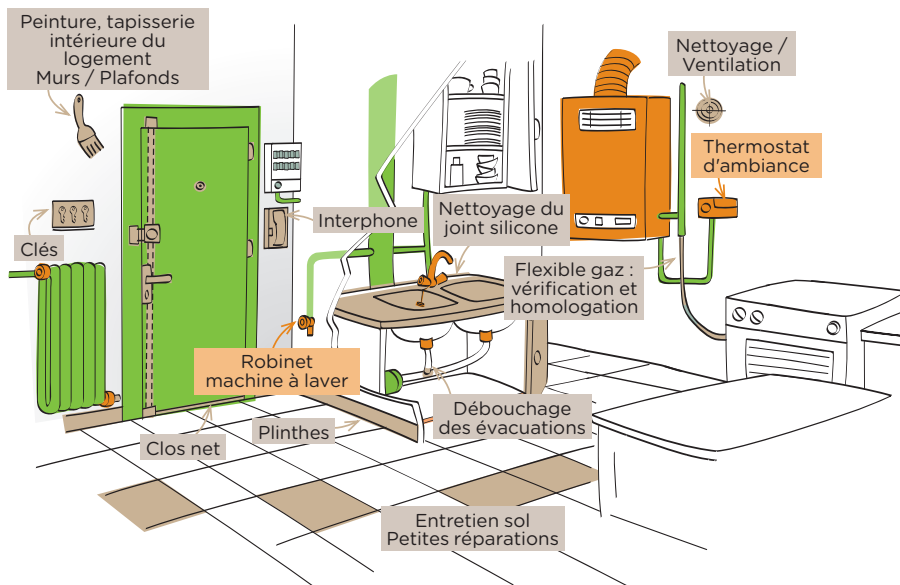 Peinture, tapisserie
intérieure du
logement
Murs / Plafonds
Nettoyage /
Ventilation
Thermostat
d'ambiance
Clés
Interphone
Nettoyage du
joint silicone
Flexible gaz :
vérification et
homologation
Robinet
machine à laver
Clos net
Plinthes
Débouchage
des évacuations
Entretien sol
Petites réparations